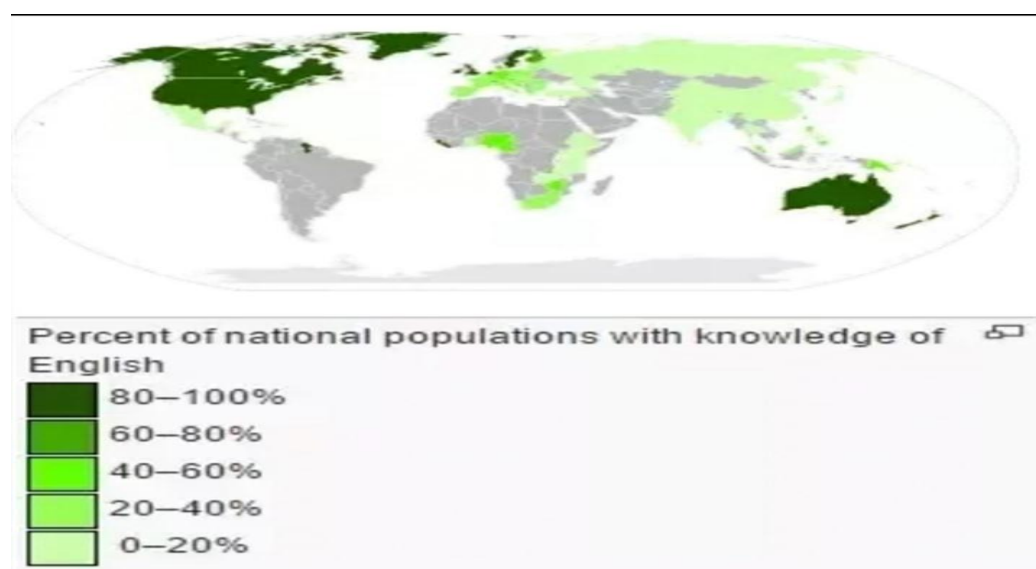 Percent of national populations with knowledge of
English
80–100%
60–80%
40–60%
20–40%
0–20%